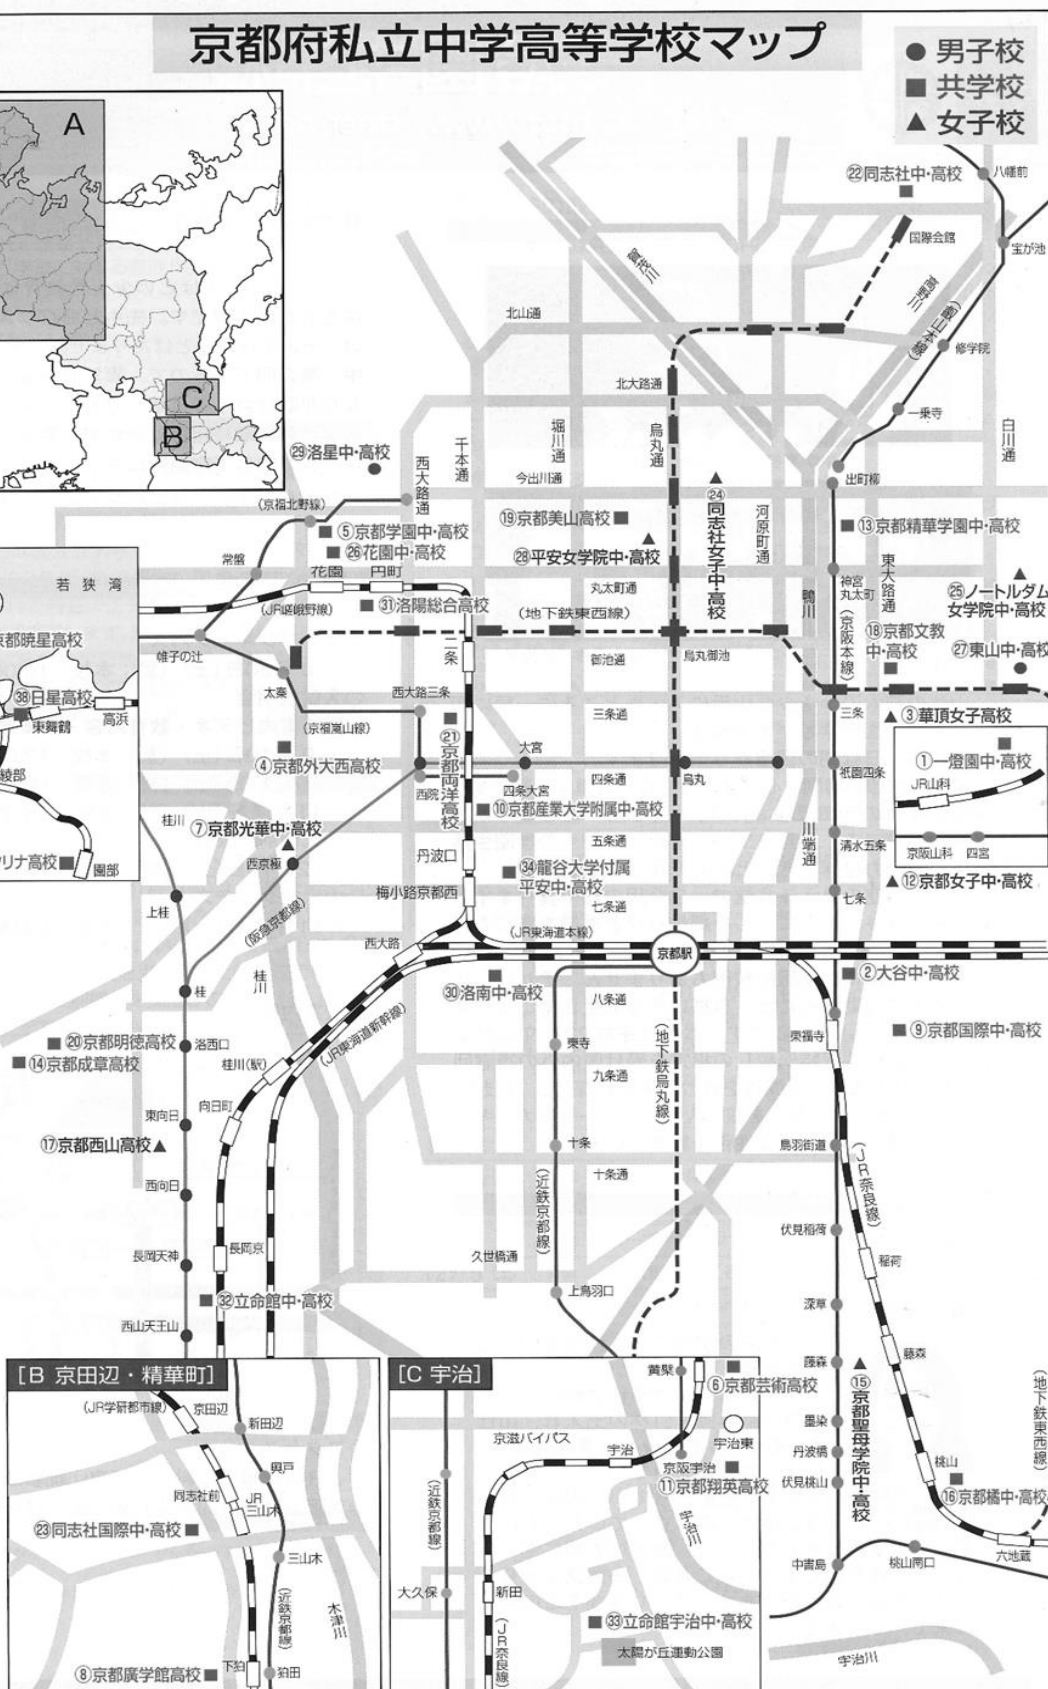 京都府私立中学高等学校マップ
● 男子校
■ 共学校
▲ 女子校
A
C
B
㉒同志社中・高校
八幡前
国際会館
宝が池
賀茂川
高野川
(叡山本線)
修学院
北山通
北大路通
一乗寺
白川通
㉙洛星中・高校
西大路通
千本通
堀川通
烏丸通
今出川通
出町柳
(京福北野線)
⑤京都学園中・高校
㉖花園中・高校
⑲京都美山高校
㉔同志社女子中・高校
河原町通
⑬京都精華学園中・高校
㉘平安女学院中・高校
常盤
花園
円町
丸太町通
神宮丸太町
東大路通
㉕ノートルダム
女学院中・高校
(JR嵯峨野線)
㉛洛陽総合高校
(地下鉄東西線)
鴨川
(京阪本線)
⑱京都文教
中・高校
㉗東山中・高校
帷子の辻
二条
御池通
烏丸御池
太秦
西大路三条
三条通
三条
③華頂女子高校
(京福嵐山線)
④京都外大西高校
㉑京都両洋高校
大宮
四条通
烏丸
祇園四条
①一燈園中・高校
JR山科
京阪山科
四宮
西院
四条大宮
⑩京都産業大学附属中・高校
⑦京都光華中・高校
桂川
西京極
五条通
川端通
清水五条
丹波口
㉞龍谷大学付属
平安中・高校
⑫京都女子中・高校
梅小路京都西
七条通
七条
上桂
(阪急京都線)
西大路
(JR東海道本線)
京都駅
桂
桂川
②大谷中・高校
㉚洛南中・高校
八条通
(JR東海道新幹線)
⑨京都国際中・高校
⑳京都明徳高校
洛西口
⑭京都成章高校
桂川(駅)
東寺
九条通
(地下鉄烏丸線)
東福寺
向日町
東向日
⑰京都西山高校
十条
十条通
鳥羽街道
(JR奈良線)
西向日
(近鉄京都線)
伏見稲荷
長岡天神
長岡京
久世橋通
稲荷
上鳥羽口
㉜立命館中・高校
深草
西山天王山
藤森
藤森
⑮京都聖母学院中・高校
墨染
丹波橋
伏見桃山
桃山
⑯京都橘中・高校
(地下鉄東西線)
中書島
桃山南口
六地蔵
宇治川
若狭湾
都暁星高校
㊳日星高校
東舞鶴
高浜
綾部
リナ高校
園部
[B 京田辺・精華町]
(JR学研都市線)
京田辺
新田辺
興戸
同志社前
JR
三山木
㉓同志社国際中・高校
三山木
(近鉄京都線)
木津川
⑧京都廣学館高校
下狛
狛田
[C 宇治]
黄檗
⑥京都芸術高校
京滋バイパス
宇治
宇治東
京阪宇治
⑪京都翔英高校
(近鉄京都線)
宇治川
大久保
新田
(JR奈良線)
㉝立命館宇治中・高校
太陽が丘運動公園